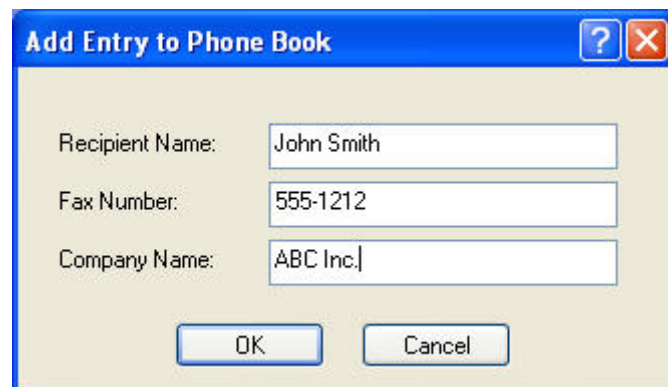 Add Entry to Phone Book
Recipient Name: John Smith
Fax Number: 555-1212
Company Name: ABC Inc.
OK Cancel